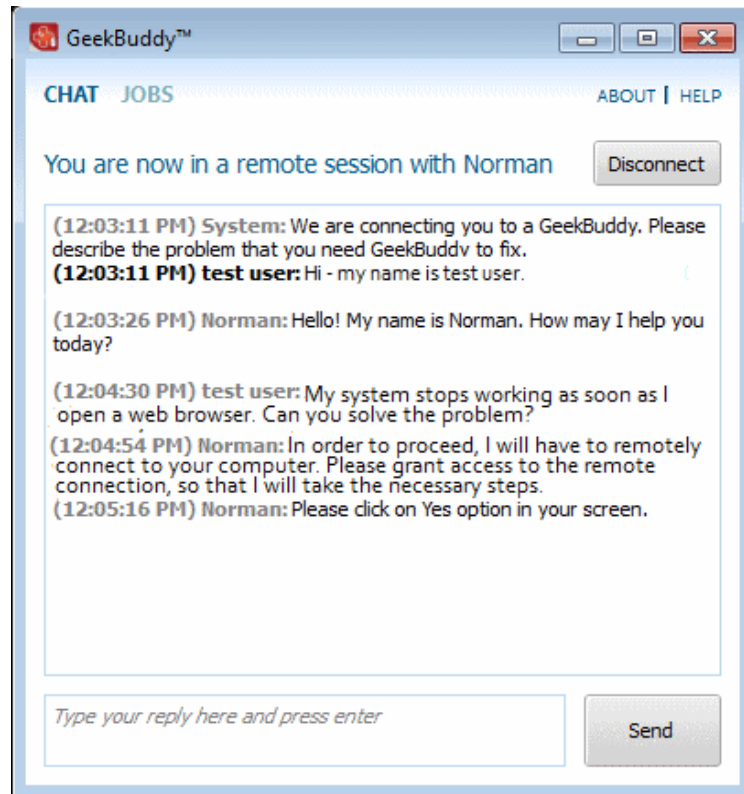 GeekBuddy™
CHAT JOBS
ABOUT | HELP
You are now in a remote session with Norman
Disconnect
(12:03:11 PM) System: We are connecting you to a GeekBuddy. Please
describe the problem that you need GeekBuddy to fix.
(12:03:11 PM) test user: Hi - my name is test user.
(12:03:26 PM) Norman: Hello! My name is Norman. How may I help you
today?
(12:04:30 PM) test user: My system stops working as soon as I
open a web browser. Can you solve the problem?
(12:04:54 PM) Norman: In order to proceed, I will have to remotely
connect to your computer. Please grant access to the remote
connection, so that I will take the necessary steps.
(12:05:16 PM) Norman: Please click on Yes option in your screen.
Type your reply here and press enter
Send